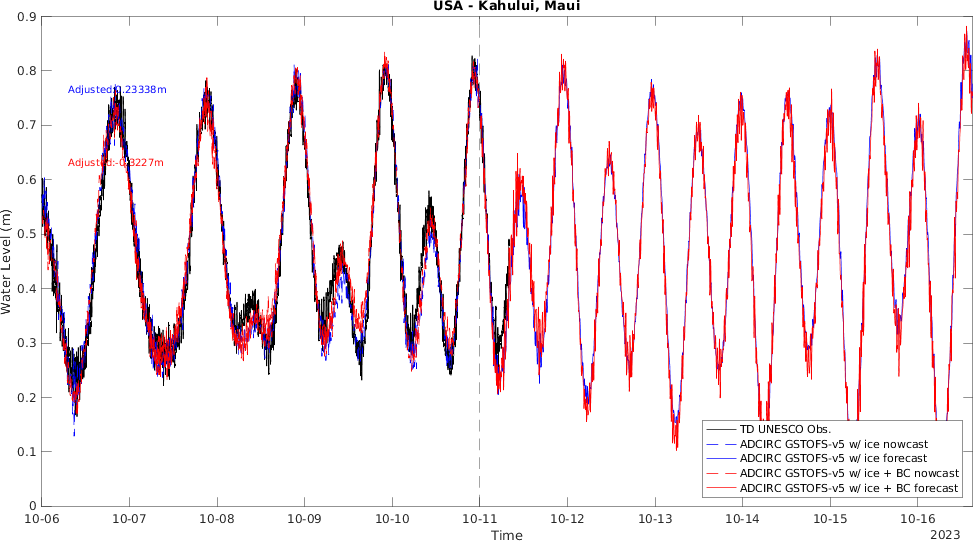 USA - Kahului, Maui
0.9
0.8
0.7
0.6
0.5
0.4
0.3
0.2
0.1
0
Water Level (m)
Adjusted:0.23338m
Adjusted:-0.3227m
TD UNESCO Obs.
ADCIRC GSTOFS-v5 w/ ice nowcast
ADCIRC GSTOFS-v5 w/ ice forecast
ADCIRC GSTOFS-v5 w/ ice + BC nowcast
ADCIRC GSTOFS-v5 w/ ice + BC forecast
10-06 10-07 10-08 10-09 10-10 10-11 10-12 10-13 10-14 10-15 10-16
Time
2023